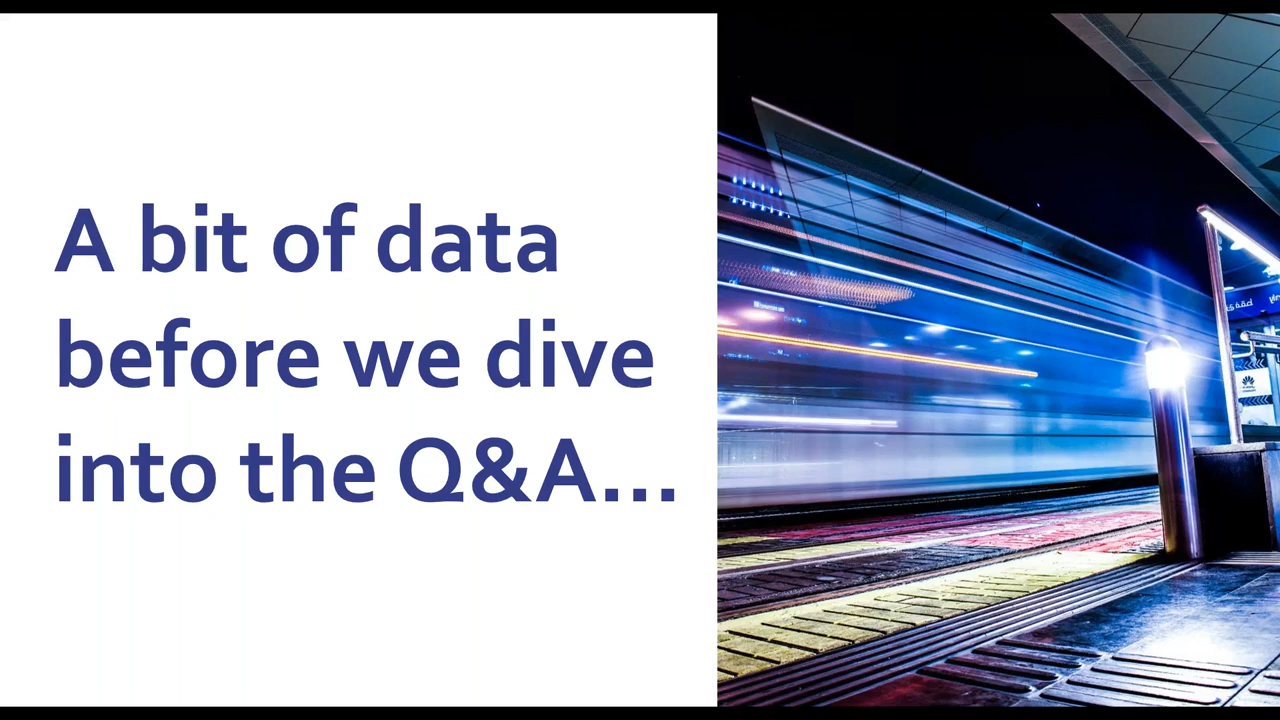 A bit of data
before we dive
into the Q&A...